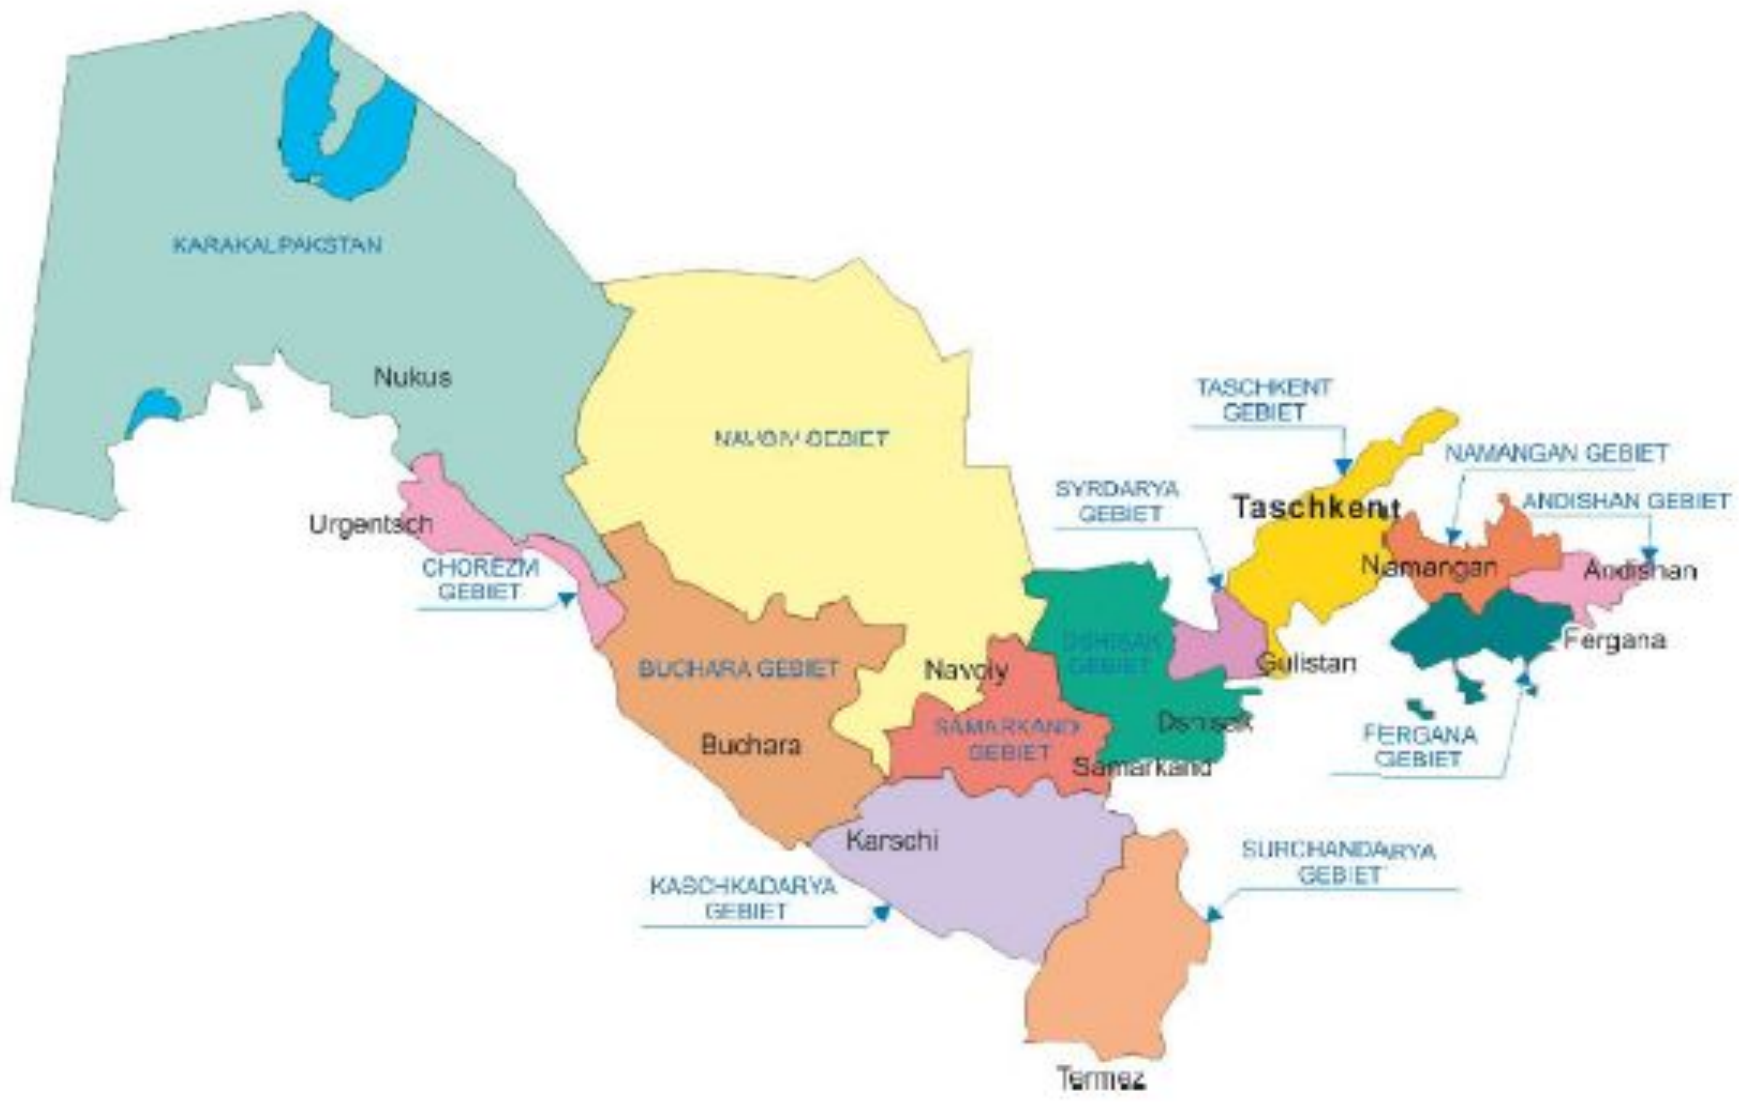 KARAKALPAKSTAN
Nukus
TASCHKENT
GEBIET
NAVOIY GEBIET
NAMANGAN GEBIET
SYRDARYA
GEBIET
ANDISHAN GEBIET
Taschkent
Urgentsch
CHOREZM
GEBIET
Namangan
Andishan
DSHISAK
GEBIET
Fergana
BUCHARA GEBIET
Navoiy
Gulistan
SAMARKAND
GEBIET
Dshisak
Buchara
FERGANA
GEBIET
Samarkand
Karschi
SURCHANDARYA
GEBIET
KASCHKADARYA
GEBIET
Termez